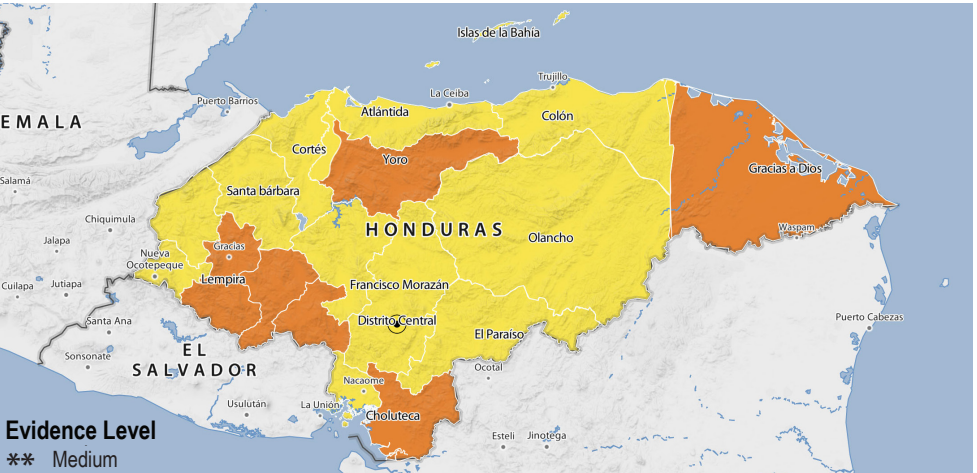 Islas de la Bahía
Trujillo
La Ceiba
Puerto Barrios
Atlántida
Colón
EMALA
Cortés
Yoro
Gracias a Dios
Salamá
Santa bárbara
Chiquimula
HONDURAS
Waspam
Jalapa
Gracias
Olancho
Nueva
Ocotepeque
Lempira
Cuilapa
Jutiapa
Francisco Morazán
Distrito Central
Santa Ana
El Paraíso
Puerto Cabezas
EL
SALVADOR
Sonsonate
Ocotal
Nacaome
Usulután
La Unión
Choluteca
Evidence Level
Esteli
Jinotega
** Medium